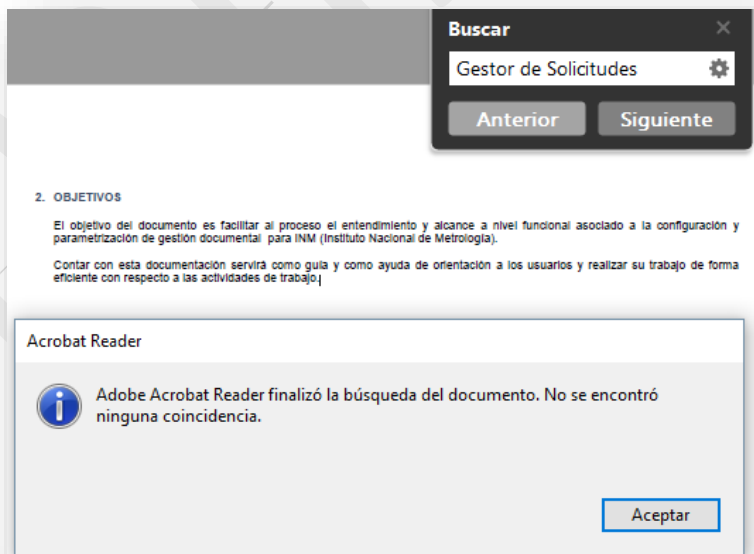 Buscar
Gestor de Solicitudes
Anterior Siguiente
2. OBJETIVOS
El objetivo del documento es facilitar al proceso el entendimiento y alcance a nivel funcional asociado a la configuración y
parametrización de gestión documental para INM (Instituto Nacional de Metrología).
Contar con esta documentación servirá como guía y como ayuda de orientación a los usuarios y realizar su trabajo de forma
eficiente con respecto a las actividades de trabajo.
Acrobat Reader
Adobe Acrobat Reader finalizó la búsqueda del documento. No se encontró
ninguna coincidencia.
Aceptar